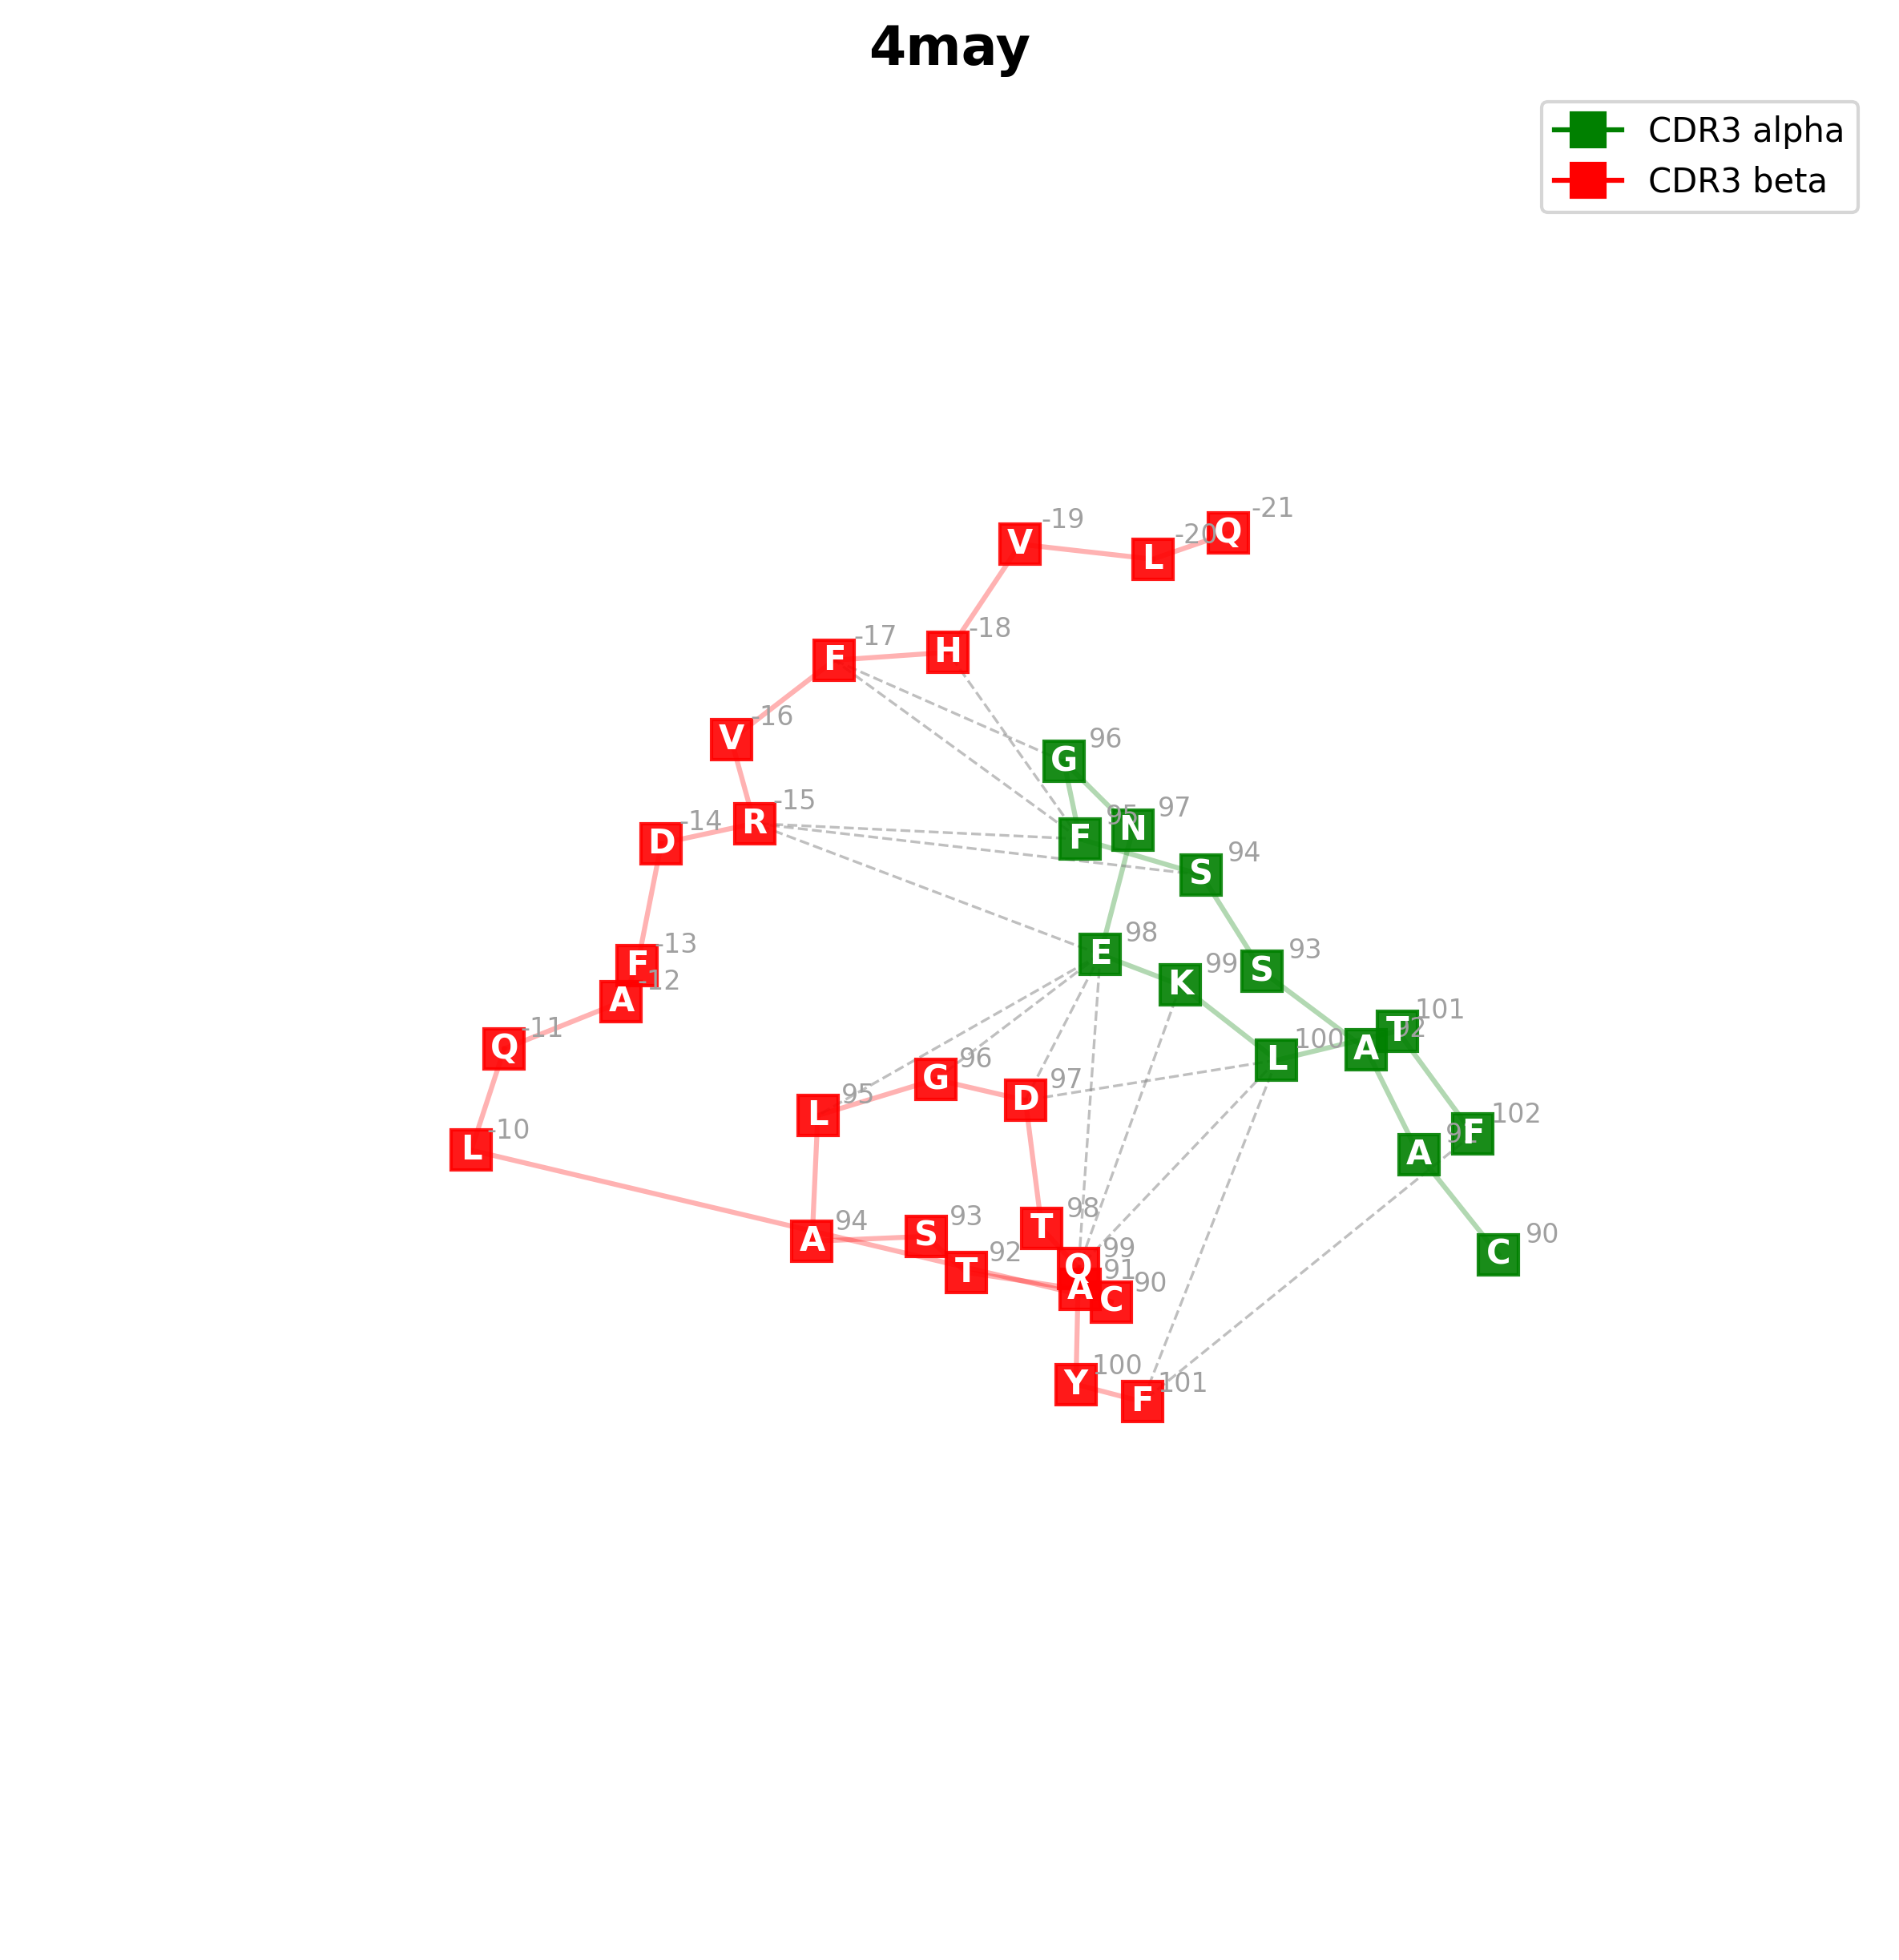 4may
CDR3 alpha
CDR3 beta
Q -21
L -20
V -19
H -18
F -17
V -16
R -15
D -14
F -13
A -12
Q -11
L -10
G 96
F 95
N 97
S 94
E 98
K 99
S 93
T 101
A 92
L 100
F 102
A 91
C 90
G 96
D 97
L 95
A 94
S 93
T 92
T 98
Q 99
A 91
C 90
Y 100
F 101